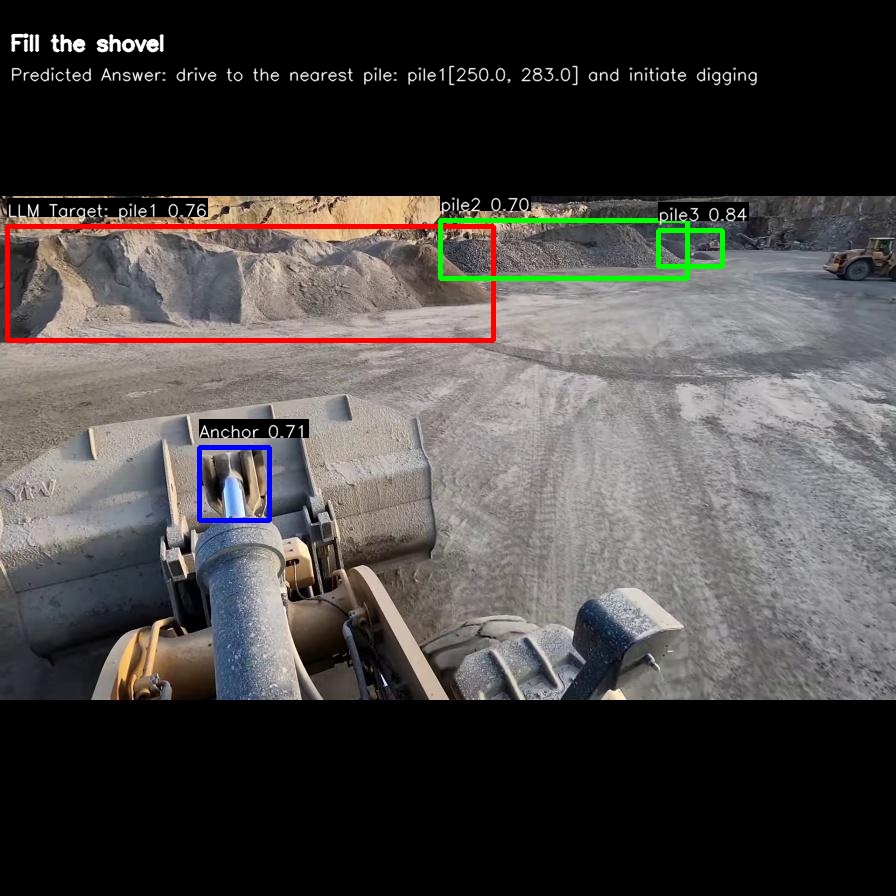 Fill the shovel
Predicted Answer: drive to the nearest pile: pile1[250.0, 283.0] and initiate digging
LLM Target: pile1 0.76
pile2 0.70
pile3 0.84
Anchor 0.71